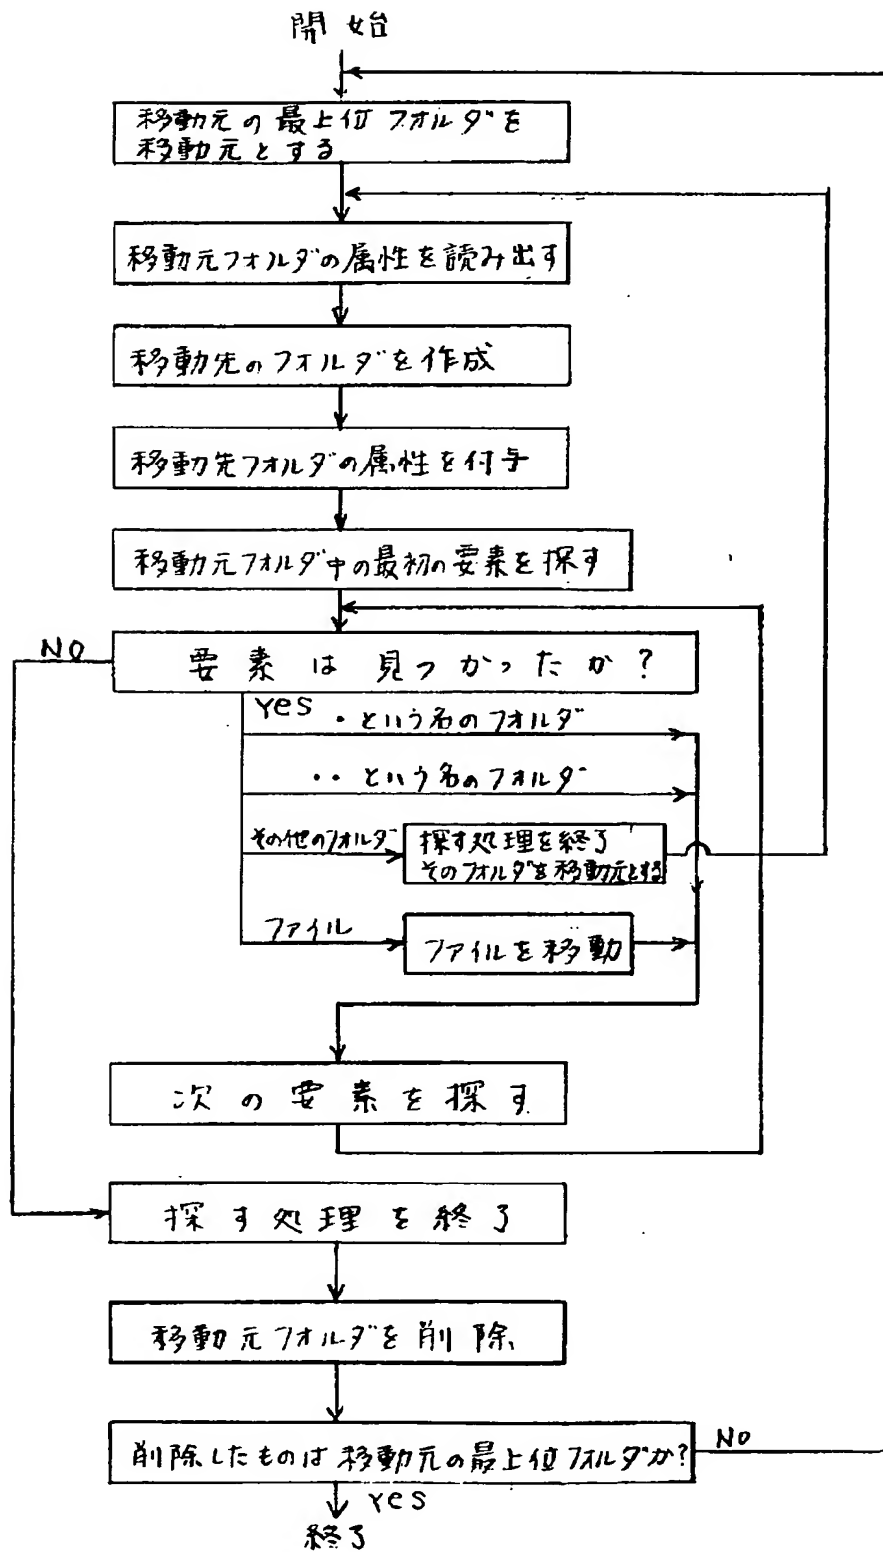 開始
移動元の最上位フォルダを
移動元とする
移動元フォルダの属性を読み出す
移動先のフォルダを作成
移動先フォルダの属性を付与
移動元フォルダ中の最初の要素を探す
NO
要素は見つかったか?
Yes
・という名のフォルダ
・・という名のフォルダ
その他のフォルダ
探す処理を終了
そのフォルダを移動元とする
ファイル
ファイルを移動
次の要素を探す
探す処理を終了
移動元フォルダを削除
削除したものは移動元の最上位フォルダか?
NO
Yes
終了